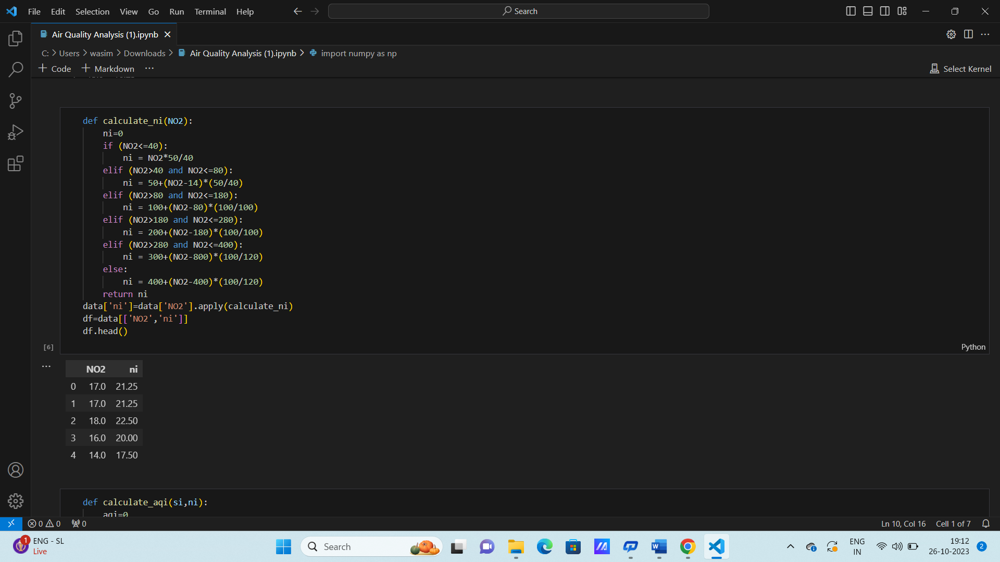 File Edit Selection View Go Run Terminal Help
Search
Air Quality Analysis (1).ipynb
C: > Users > wasim > Downloads > Air Quality Analysis (1).ipynb > import numpy as np
+ Code + Markdown ...
Select Kernel
def calculate_ni(NO2):
    ni=0
    if (NO2<=40):
        ni = NO2*50/40
    elif (NO2>40 and NO2<=80):
        ni = 50+(NO2-14)*(50/40)
    elif (NO2>80 and NO2<=180):
        ni = 100+(NO2-80)*(100/100)
    elif (NO2>180 and NO2<=280):
        ni = 200+(NO2-180)*(100/100)
    elif (NO2>280 and NO2<=400):
        ni = 300+(NO2-800)*(100/120)
    else:
        ni = 400+(NO2-400)*(100/120)
    return ni
data['ni']=data['NO2'].apply(calculate_ni)
df=data[['NO2','ni']]
df.head()
[6]
Python
...
NO2 ni
0 17.0 21.25
1 17.0 21.25
2 18.0 22.50
3 16.0 20.00
4 14.0 17.50
def calculate_aqi(si,ni):
    aqi=0
0 0 0
Ln 10, Col 16 Cell 1 of 7
1
ENG - SL
Live
Search
W
ENG
IN
19:12
26-10-2023
2